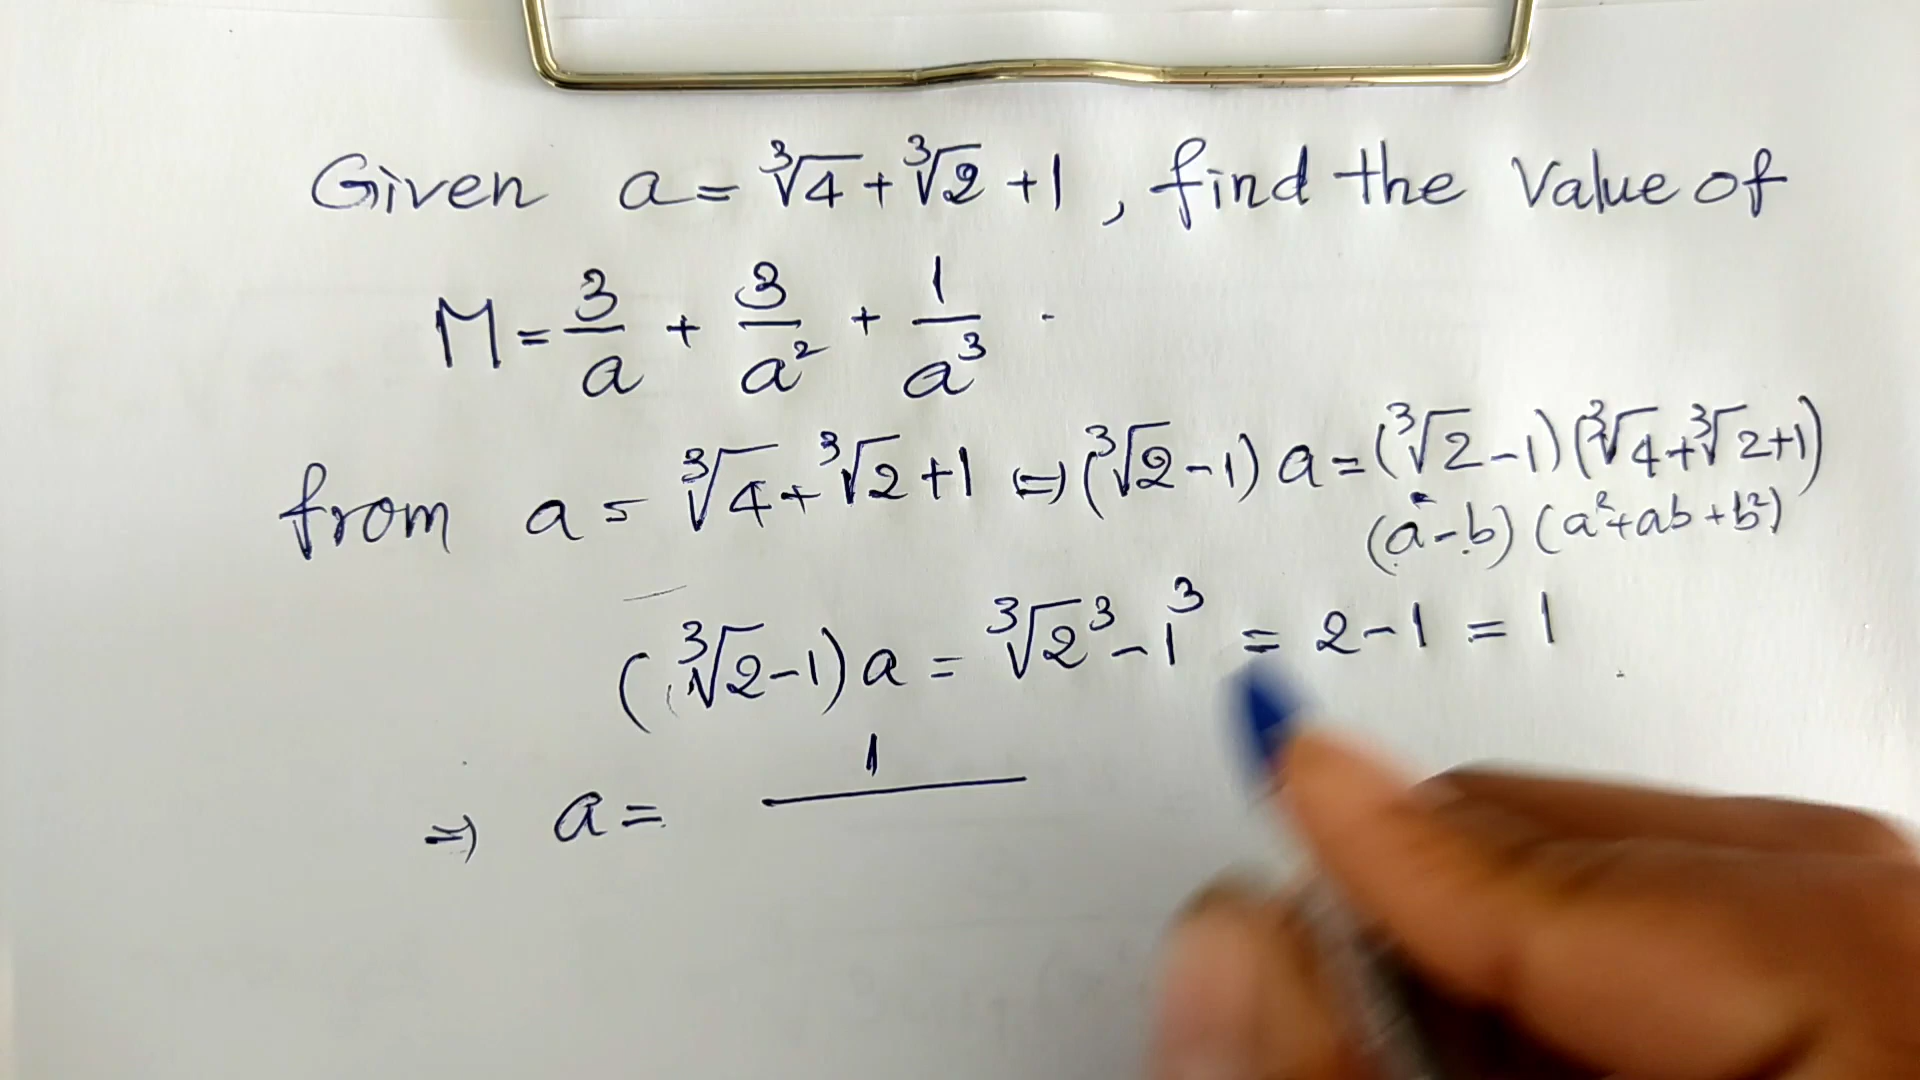 Given a = ∛4 + ∛2 + 1, find the Value of
M = 3/a + 3/a² + 1/a³ .
from a = ∛4 + ∛2 + 1 ⇒ (∛2 - 1) a = (∛2 - 1)(∛4 + ∛2 + 1)
(a - b) (a² + ab + b²)
(∛2 - 1) a = ∛2³ - 1³ = 2 - 1 = 1
⇒ a = 1/